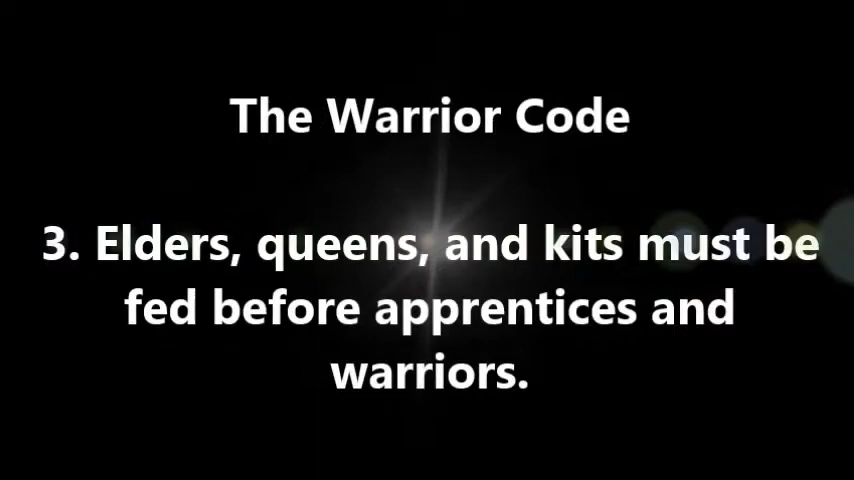 The Warrior Code
3. Elders, queens, and kits must be
fed before apprentices and
warriors.